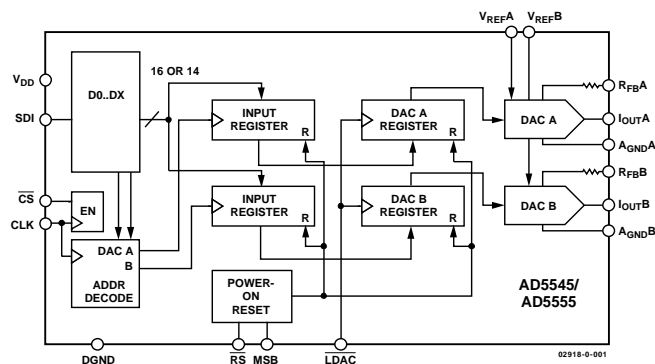 VREFA VREFB
VDD
SDI
D0..DX
16 OR 14
INPUT
REGISTER
R
DAC A
REGISTER
R
DAC A
RFBA
IOUTA
AGNDA
CS
CLK
EN
INPUT
REGISTER
R
DAC B
REGISTER
R
DAC B
RFBB
IOUTB
AGNDB
DAC A
B
ADDR
DECODE
POWER-
ON
RESET
AD5545/
AD5555
DGND
RS MSB
LDAC
02918-0-001